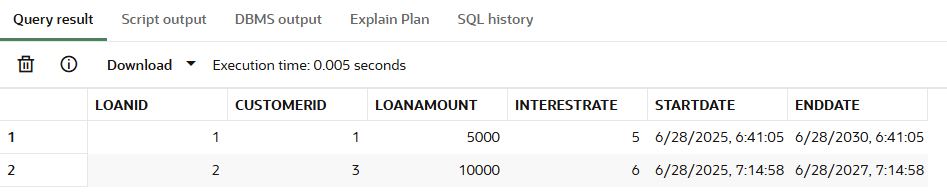 Query result Script output DBMS output Explain Plan SQL history
Download Execution time: 0.005 seconds
LOANID CUSTOMERID LOANAMOUNT INTERESTRATE STARTDATE ENDDATE
1 1 1 5000 5 6/28/2025, 6:41:05 6/28/2030, 6:41:05
2 2 3 10000 6 6/28/2025, 7:14:58 6/28/2027, 7:14:58